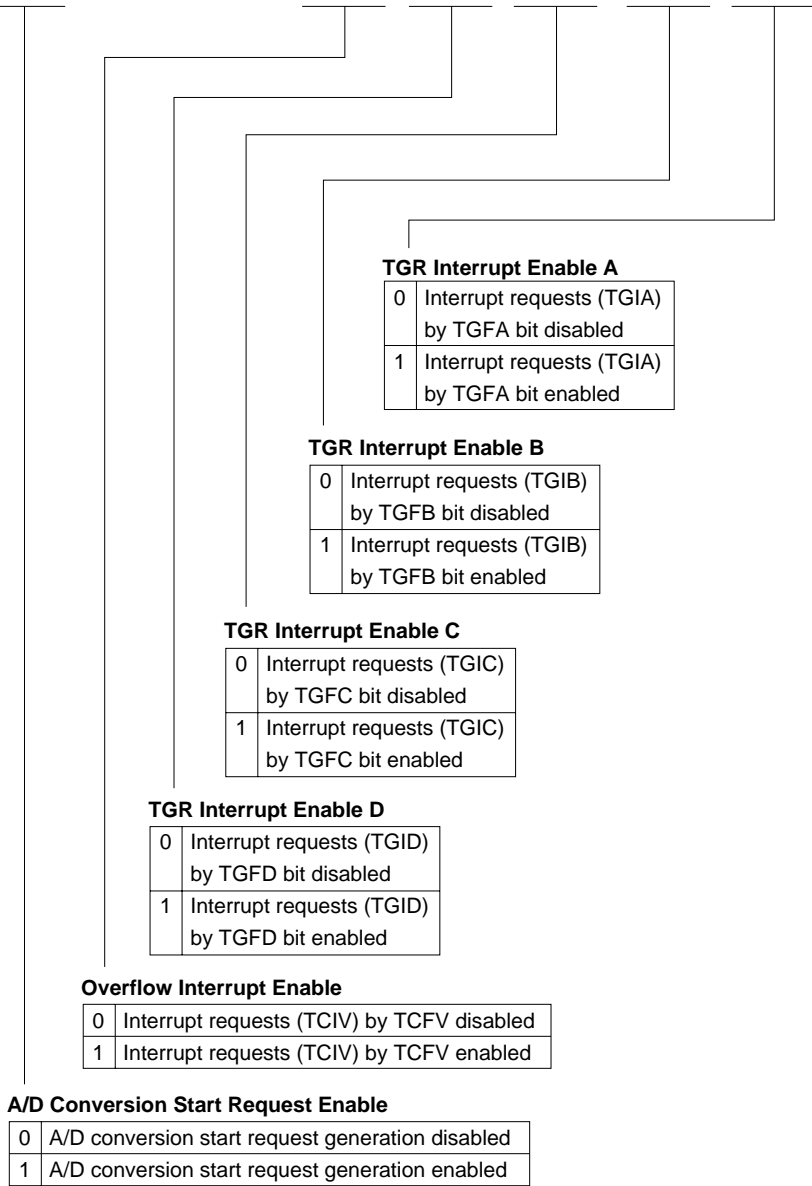 TGR Interrupt Enable A
0 Interrupt requests (TGIA)
by TGFA bit disabled
1 Interrupt requests (TGIA)
by TGFA bit enabled
TGR Interrupt Enable B
0 Interrupt requests (TGIB)
by TGFB bit disabled
1 Interrupt requests (TGIB)
by TGFB bit enabled
TGR Interrupt Enable C
0 Interrupt requests (TGIC)
by TGFC bit disabled
1 Interrupt requests (TGIC)
by TGFC bit enabled
TGR Interrupt Enable D
0 Interrupt requests (TGID)
by TGFD bit disabled
1 Interrupt requests (TGID)
by TGFD bit enabled
Overflow Interrupt Enable
0 Interrupt requests (TCIV) by TCFV disabled
1 Interrupt requests (TCIV) by TCFV enabled
A/D Conversion Start Request Enable
0 A/D conversion start request generation disabled
1 A/D conversion start request generation enabled